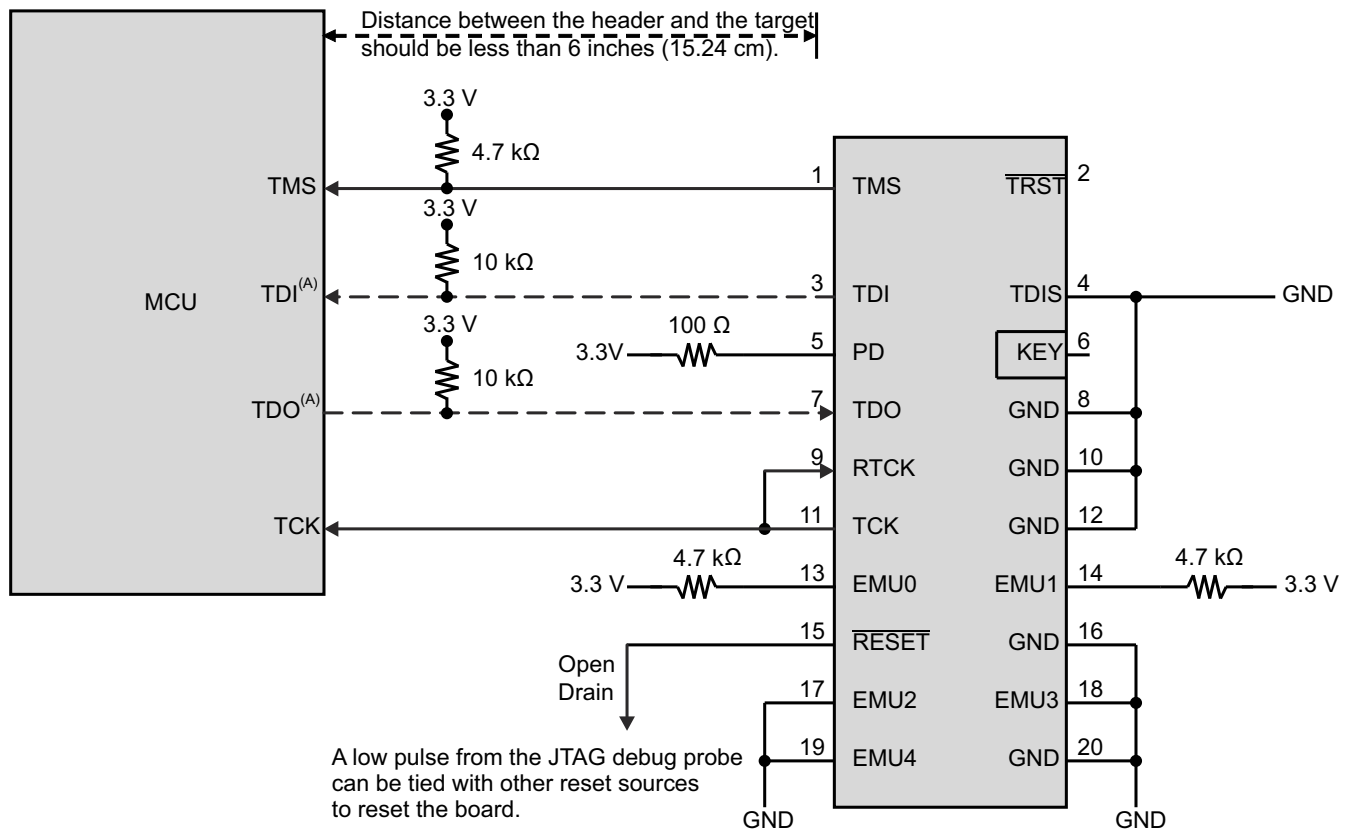 Distance between the header and the target
should be less than 6 inches (15.24 cm).
3.3 V
4.7 kΩ
TMS
1
TMS
TRST
2
3.3 V
10 kΩ
MCU
TDI(A)
3
TDI
TDIS
4
GND
3.3 V
100 Ω
3.3V
5
PD
KEY
6
10 kΩ
TDO(A)
7
TDO
GND
8
9
RTCK
GND
10
TCK
11
TCK
GND
12
4.7 kΩ
3.3 V
13
EMU0
EMU1
14
4.7 kΩ
3.3 V
15
RESET
GND
16
Open
Drain
17
EMU2
EMU3
18
A low pulse from the JTAG debug probe
can be tied with other reset sources
to reset the board.
19
EMU4
GND
20
GND
GND